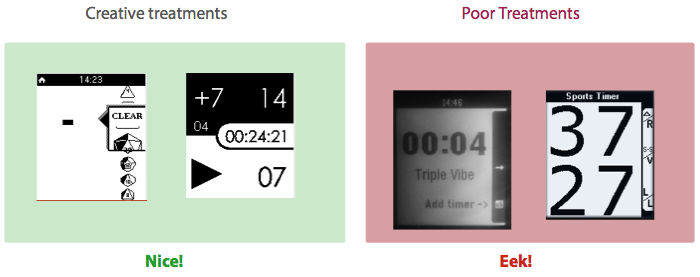 Creative treatments
Poor Treatments
14:23
CLEAR
-
+7 14
04
00:24:21
07
14:46
00:04
Triple Vibe
Add timer ->
Sports Timer
37
27
R
S-S
V
L
L
Nice!
Eek!